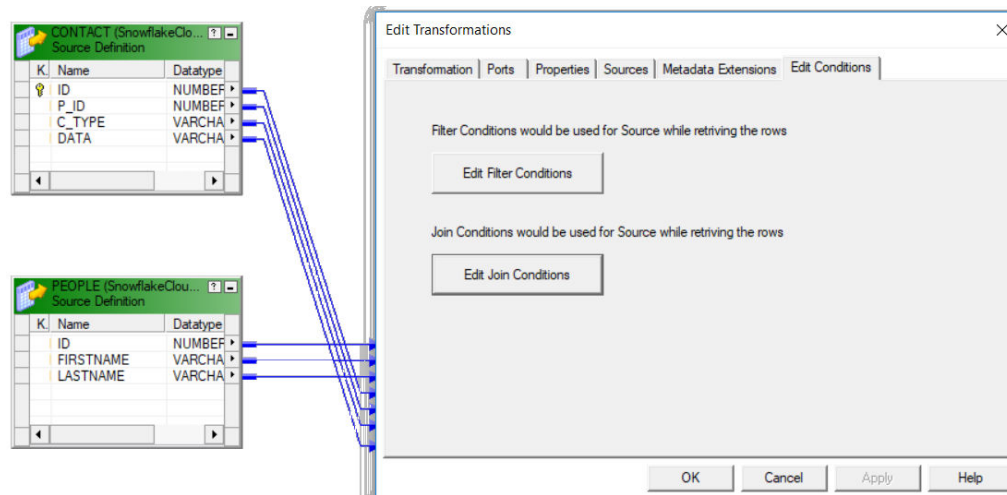 CONTACT (SnowflakeClo...
Source Definition
K. Name Datatype
ID NUMBER
P_ID NUMBER
C_TYPE VARCHA
DATA VARCHA
PEOPLE (SnowflakeClou...
Source Definition
K. Name Datatype
ID NUMBER
FIRSTNAME VARCHA
LASTNAME VARCHA
Edit Transformations
Transformation Ports Properties Sources Metadata Extensions Edit Conditions
Filter Conditions would be used for Source while retriving the rows
Edit Filter Conditions
Join Conditions would be used for Source while retriving the rows
Edit Join Conditions
OK Cancel Apply Help